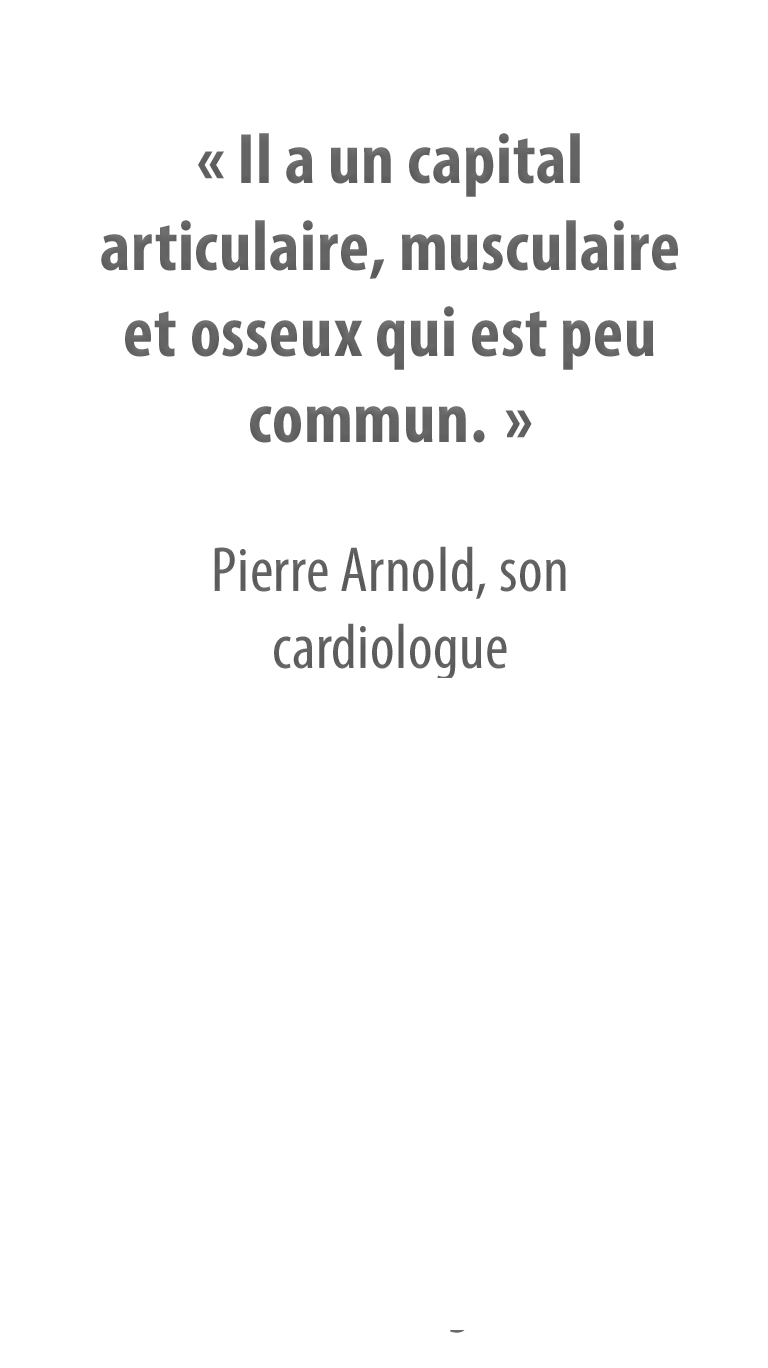 « Il a un capital
articulaire, musculaire
et osseux qui est peu
commun. »
Pierre Arnold, son
cardiologue